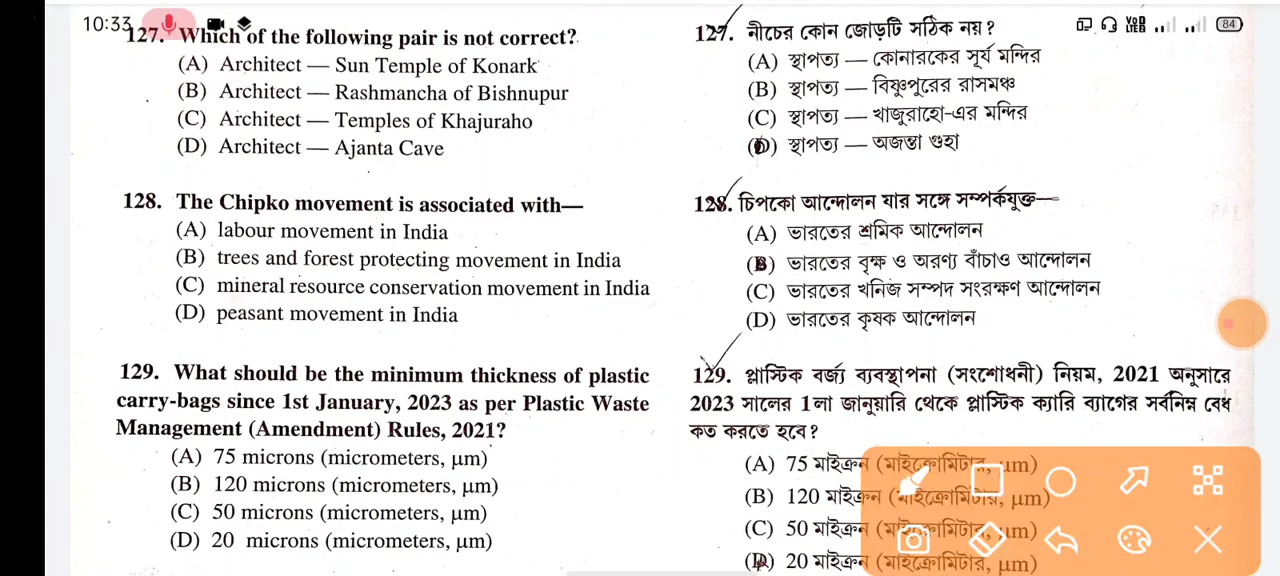 10:33
84
127. Which of the following pair is not correct?
(A) Architect — Sun Temple of Konark
(B) Architect — Rashmancha of Bishnupur
(C) Architect — Temples of Khajuraho
(D) Architect — Ajanta Cave
128. The Chipko movement is associated with—
(A) labour movement in India
(B) trees and forest protecting movement in India
(C) mineral resource conservation movement in India
(D) peasant movement in India
129. What should be the minimum thickness of plastic
carry-bags since 1st January, 2023 as per Plastic Waste
Management (Amendment) Rules, 2021?
(A) 75 microns (micrometers, µm)
(B) 120 microns (micrometers, µm)
(C) 50 microns (micrometers, µm)
(D) 20 microns (micrometers, µm)
127. নীচের কোন জোড়টি সঠিক নয় ?
(A) স্থাপত্য — কোনারকের সূর্য মন্দির
(B) স্থাপত্য — বিষ্ণুপুরের রাসমঞ্চ
(C) স্থাপত্য — খাজুরাহো-এর মন্দির
(D) স্থাপত্য — অজন্তা গুহা
128. চিপকো আন্দোলন যার সঙ্গে সম্পর্কযুক্ত—
(A) ভারতের শ্রমিক আন্দোলন
(B) ভারতের বৃক্ষ ও অরণ্য বাঁচাও আন্দোলন
(C) ভারতের খনিজ সম্পদ সংরক্ষণ আন্দোলন
(D) ভারতের কৃষক আন্দোলন
129. প্লাস্টিক বর্জ্য ব্যবস্থাপনা (সংশোধনী) নিয়ম, 2021 অনুসারে
2023 সালের 1লা জানুয়ারি থেকে প্লাস্টিক ক্যারি ব্যাগের সর্বনিম্ন বেধ
কত করতে হবে ?
(A) 75 মাইক্রন (মাইক্রোমিটার, µm)
(B) 120 মাইক্রন (মাইক্রোমিটার, µm)
(C) 50 মাইক্রন (মাইক্রোমিটার, µm)
(D) 20 মাইক্রন (মাইক্রোমিটার, µm)